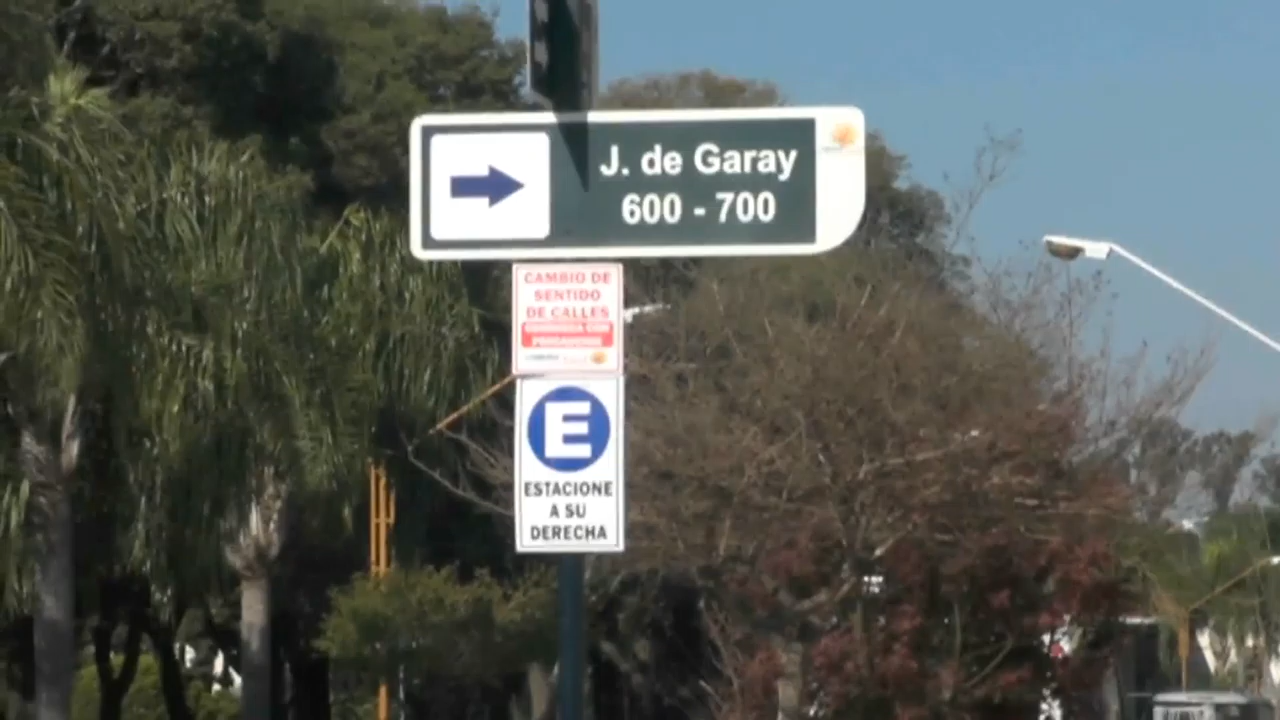 J. de Garay
600 - 700
CAMBIO DE
SENTIDO
DE CALLES
E
ESTACIONE
A SU
DERECHA